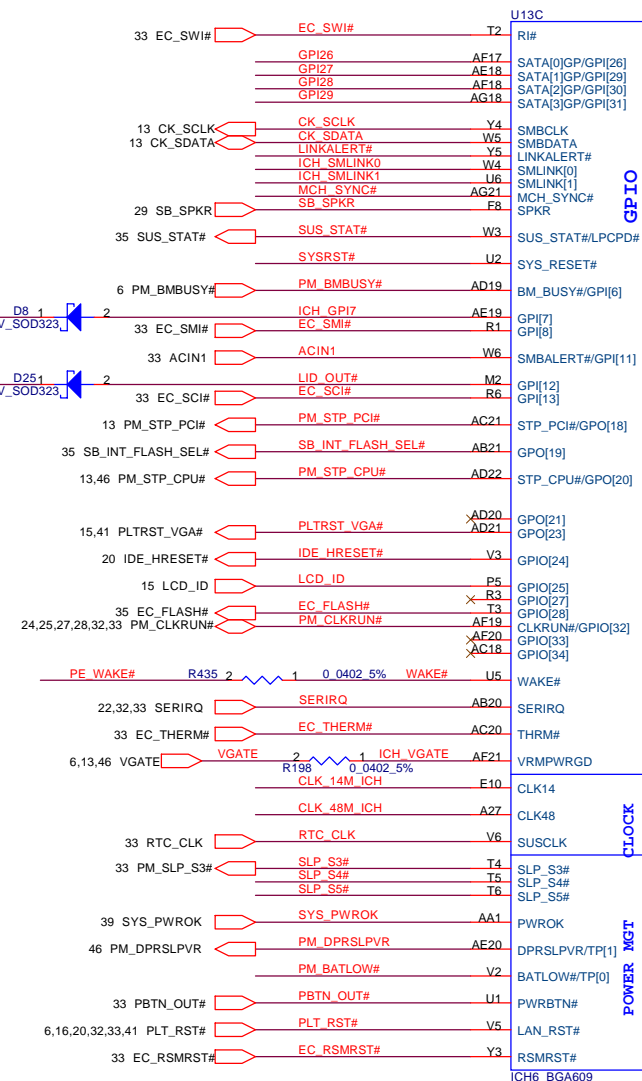 U13C
33 EC_SWI# EC_SWI# T2 RI#
GPI26 AF17 SATA[0]GP/GPI[26]
GPI27 AE18 SATA[1]GP/GPI[29]
GPI28 AF18 SATA[2]GP/GPI[30]
GPI29 AG18 SATA[3]GP/GPI[31]
GPIO
13 CK_SCLK CK_SCLK Y4 SMBCLK
13 CK_SDATA CK_SDATA W5 SMBDATA
LINKALERT# Y5 LINKALERT#
ICH_SMLINK0 W4 SMLINK[0]
ICH_SMLINK1 U6 SMLINK[1]
MCH_SYNC# AG21 MCH_SYNC#
29 SB_SPKR SB_SPKR F8 SPKR
35 SUS_STAT# SUS_STAT# W3 SUS_STAT#/LPCPD#
SYSRST# U2 SYS_RESET#
6 PM_BMBUSY# PM_BMBUSY# AD19 BM_BUSY#/GPI[6]
D8 1 2 ICH_GPI7 AE19 GPI[7]
V_SOD323 33 EC_SMI# EC_SMI# R1 GPI[8]
33 ACIN1 ACIN1 W6 SMBALERT#/GPI[11]
D25 1 2 LID_OUT# M2 GPI[12]
V_SOD323 33 EC_SCI# EC_SCI# R6 GPI[13]
13 PM_STP_PCI# PM_STP_PCI# AC21 STP_PCI#/GPO[18]
35 SB_INT_FLASH_SEL# SB_INT_FLASH_SEL# AB21 GPO[19]
13,46 PM_STP_CPU# PM_STP_CPU# AD22 STP_CPU#/GPO[20]
AD20 GPO[21]
15,41 PLTRST_VGA# PLTRST_VGA# AD21 GPO[23]
20 IDE_HRESET# IDE_HRESET# V3 GPIO[24]
15 LCD_ID LCD_ID P5 GPIO[25]
R3 GPIO[27]
35 EC_FLASH# EC_FLASH# T3 GPIO[28]
24,25,27,28,32,33 PM_CLKRUN# PM_CLKRUN# AF19 CLKRUN#/GPIO[32]
AF20 GPIO[33]
AC18 GPIO[34]
PE_WAKE# R435 2 1 0_0402_5% WAKE# U5 WAKE#
22,32,33 SERIRQ SERIRQ AB20 SERIRQ
33 EC_THERM# EC_THERM# AC20 THRM#
6,13,46 VGATE VGATE 2 1 ICH_VGATE AF21 VRMPWRGD
R198 0_0402_5%
CLK_14M_ICH E10 CLK14
CLK_48M_ICH A27 CLK48
CLOCK
33 RTC_CLK RTC_CLK V6 SUSCLK
33 PM_SLP_S3# SLP_S3# T4 SLP_S3#
SLP_S4# T5 SLP_S4#
SLP_S5# T6 SLP_S5#
39 SYS_PWROK SYS_PWROK AA1 PWROK
46 PM_DPRSLPVR PM_DPRSLPVR AE20 DPRSLPVR/TP[1]
POWER MGT
PM_BATLOW# V2 BATLOW#/TP[0]
33 PBTN_OUT# PBTN_OUT# U1 PWRBTN#
6,16,20,32,33,41 PLT_RST# PLT_RST# V5 LAN_RST#
33 EC_RSMRST# EC_RSMRST# Y3 RSMRST#
ICH6_BGA609